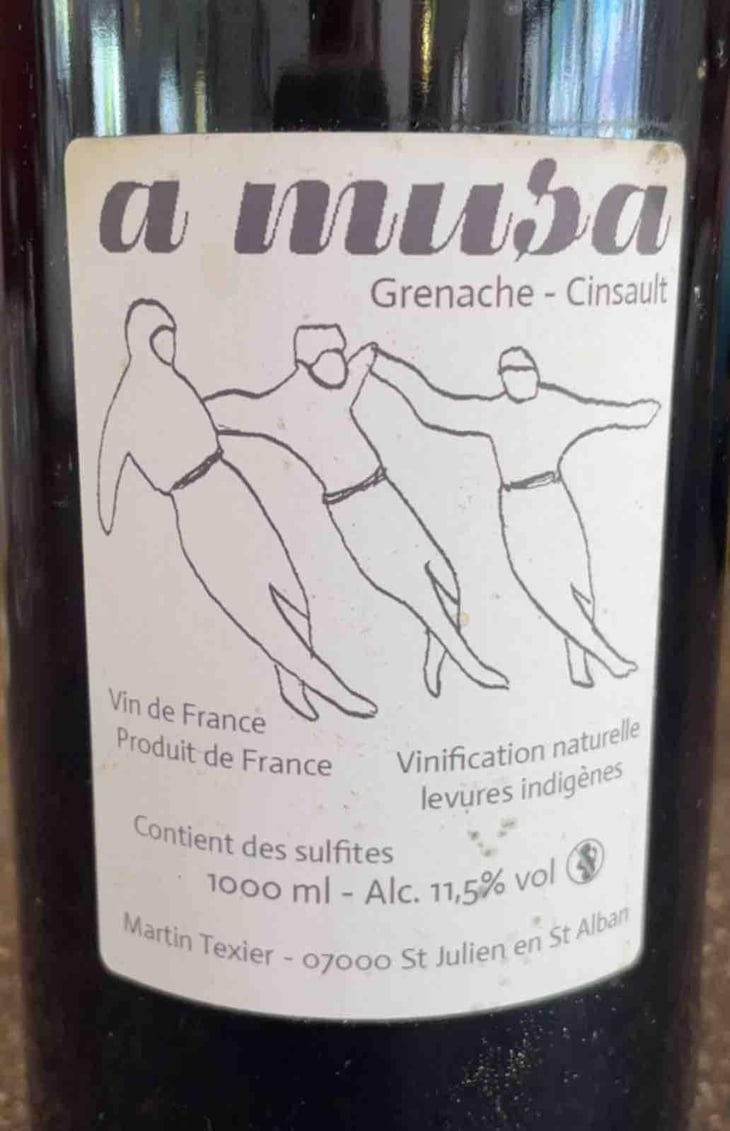 a musa
Grenache - Cinsault
Vin de France
Produit de France
Vinification naturelle
levures indigènes
Contient des sulfites
1000 ml - Alc. 11,5% vol
Martin Texier - 07000 St Julien en St Alban